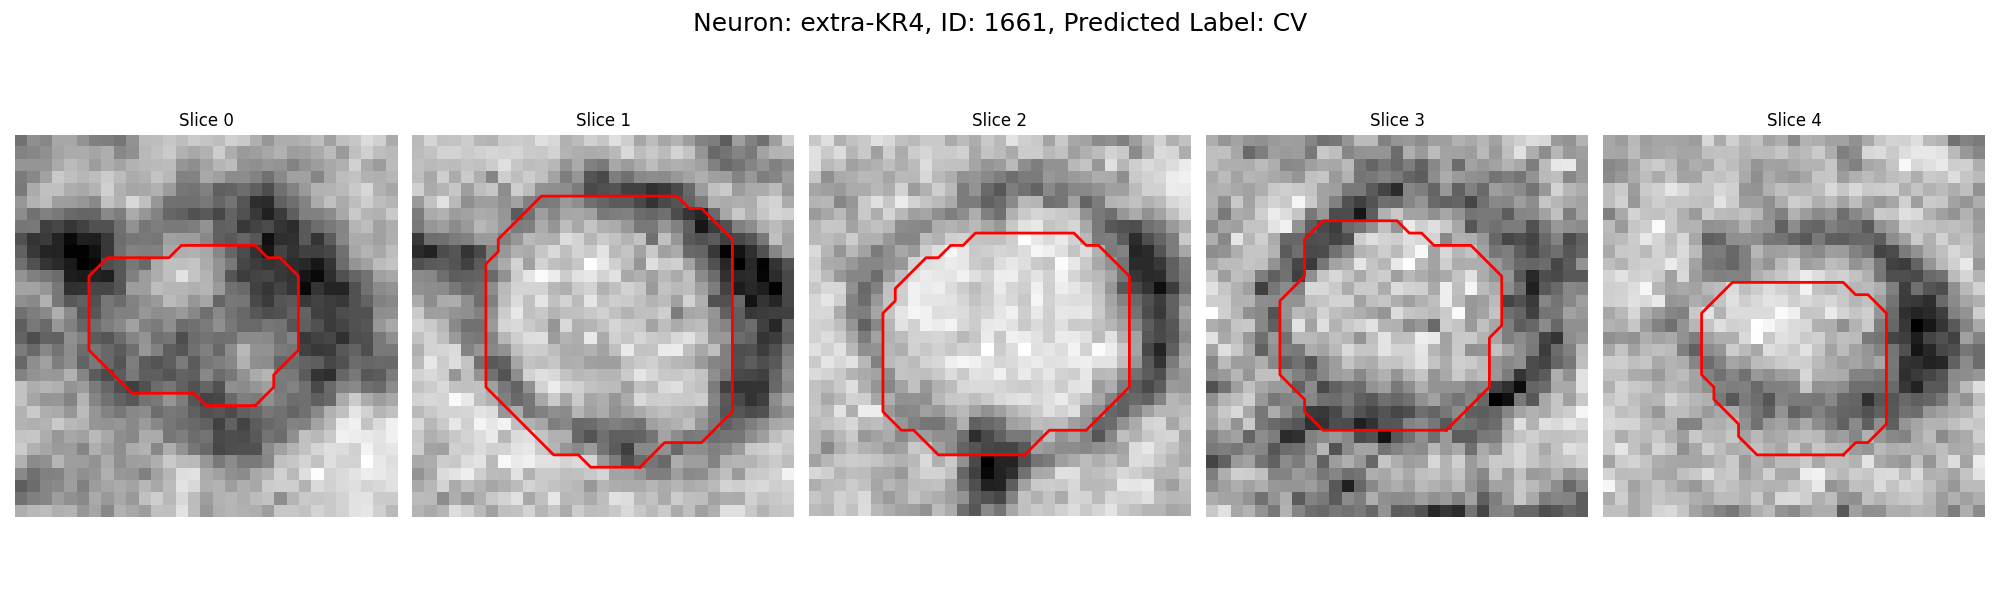 Neuron: extra-KR4, ID: 1661, Predicted Label: CV
Slice 0
Slice 1
Slice 2
Slice 3
Slice 4